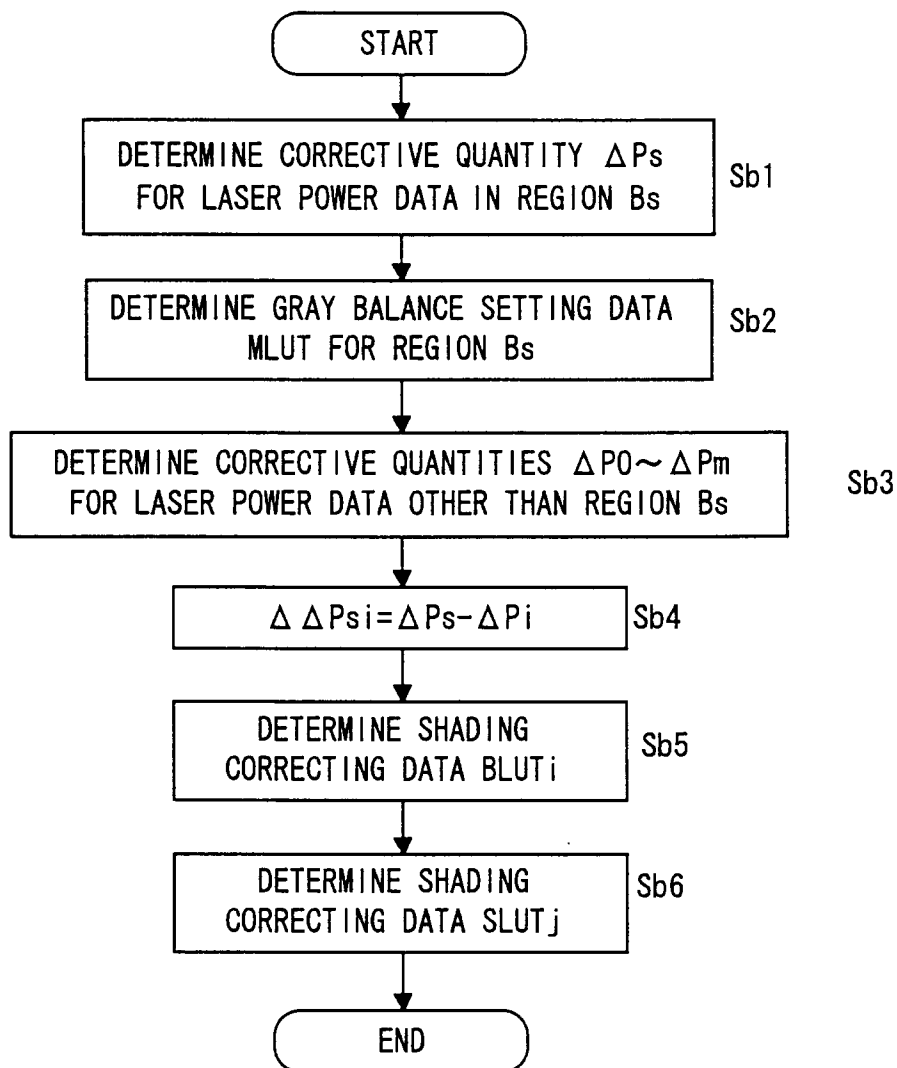 START
DETERMINE CORRECTIVE QUANTITY ΔPs
FOR LASER POWER DATA IN REGION Bs
Sb1
DETERMINE GRAY BALANCE SETTING DATA
MLUT FOR REGION Bs
Sb2
DETERMINE CORRECTIVE QUANTITIES ΔP0~ΔPm
FOR LASER POWER DATA OTHER THAN REGION Bs
Sb3
Δ ΔPsi=ΔPs-ΔPi
Sb4
DETERMINE SHADING
CORRECTING DATA BLUTi
Sb5
DETERMINE SHADING
CORRECTING DATA SLUTj
Sb6
END